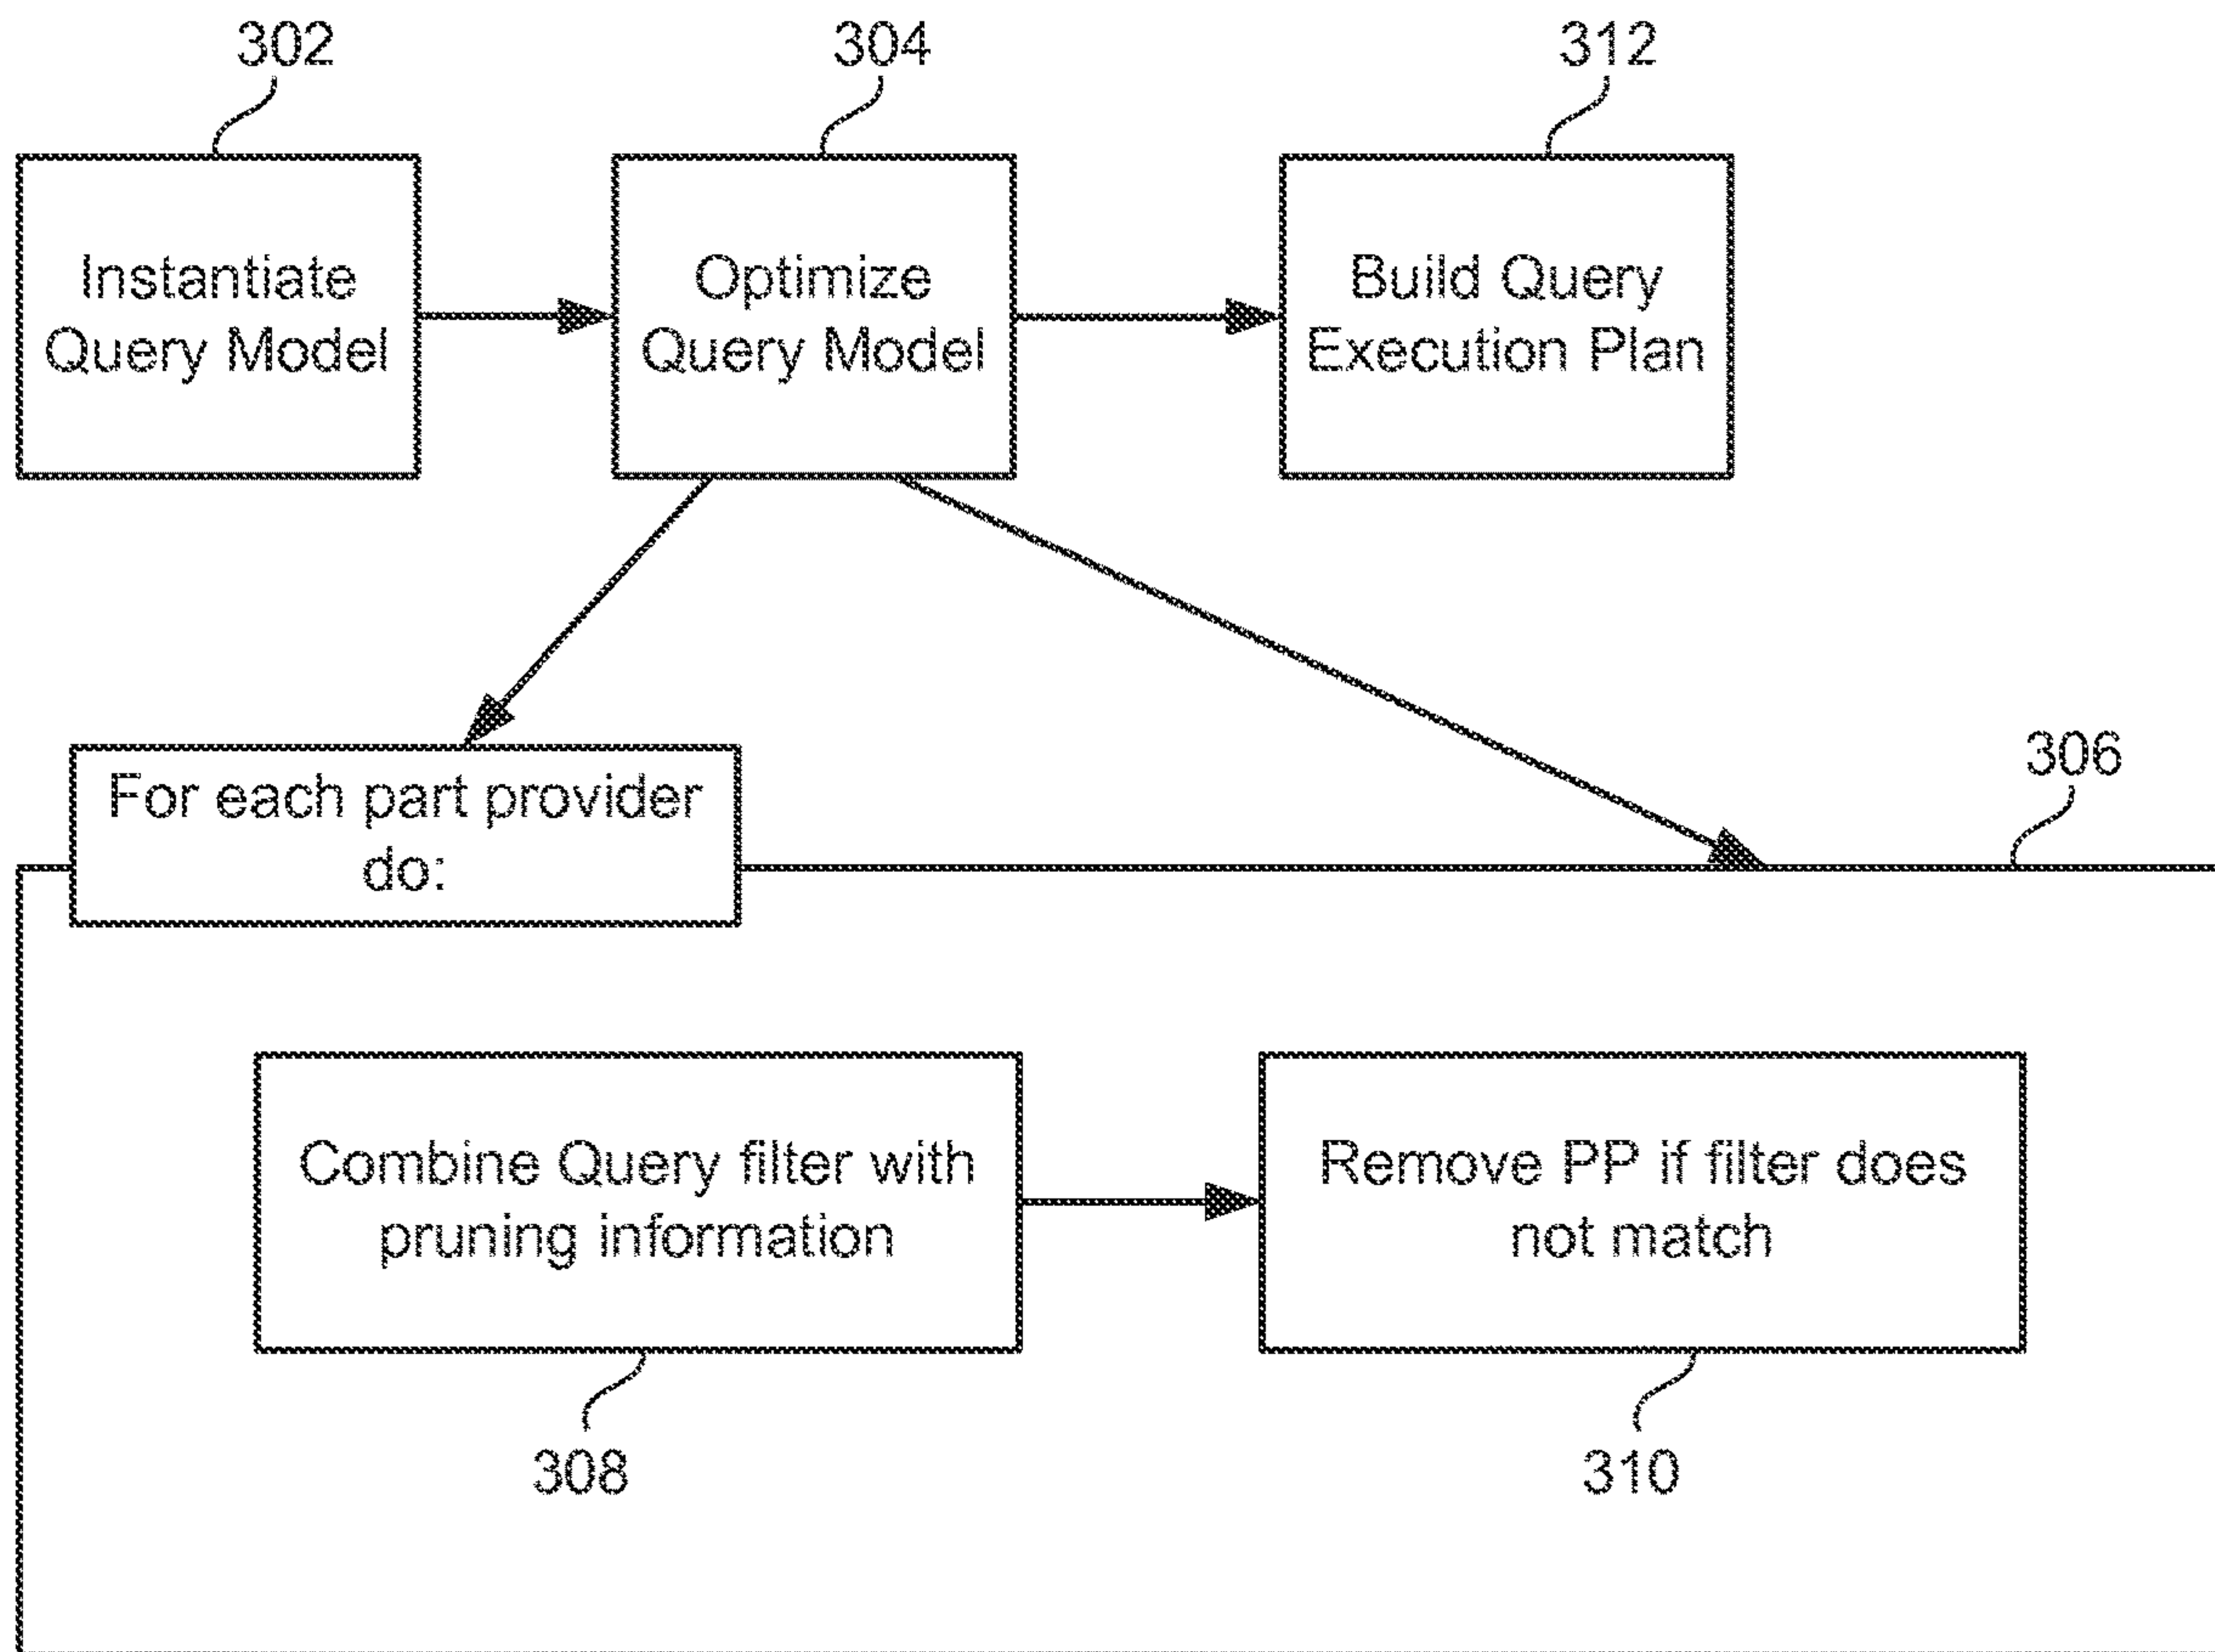 302
304
312
Instantiate
Query Model
Optimize
Query Model
Build Query
Execution Plan
306
For each part provider
do:
Combine Query filter with
pruning information
Remove PP if filter does
not match
308
310